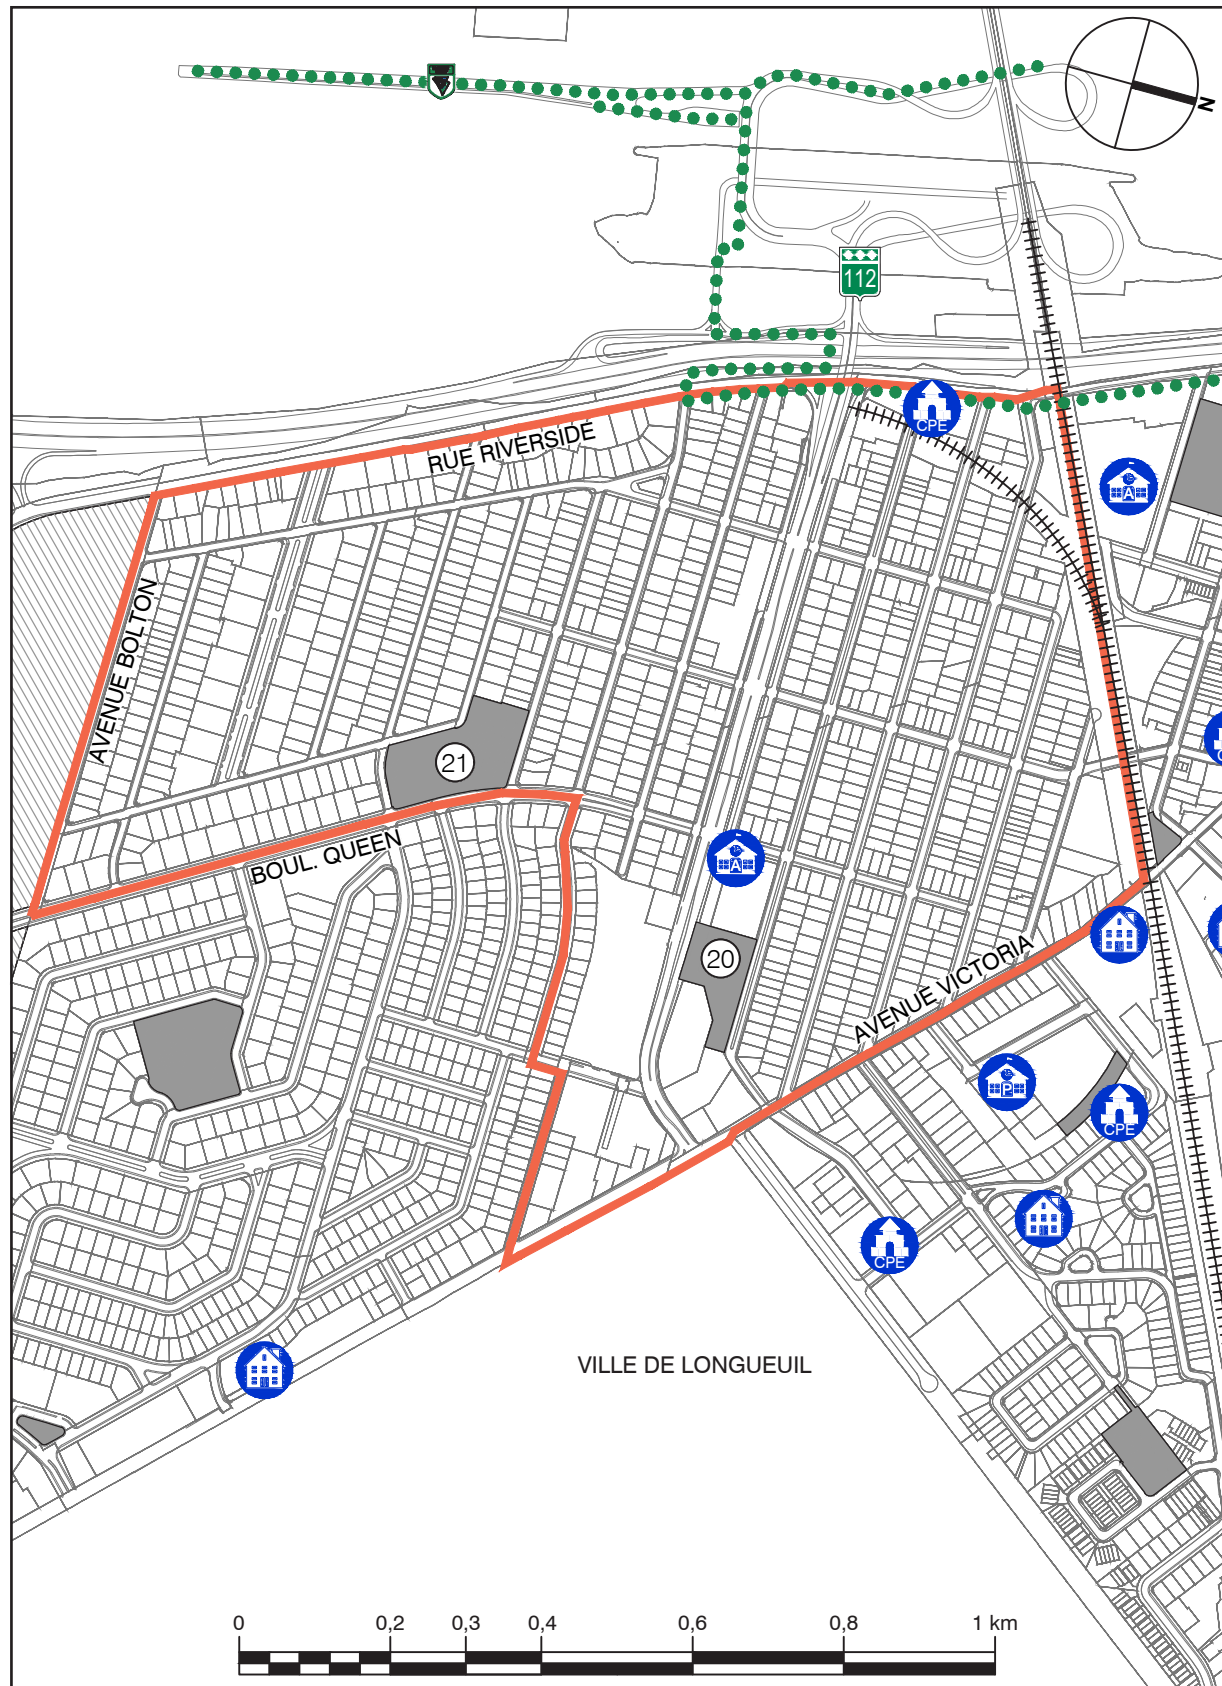 N
112
CPE
RUE RIVERSIDE
A
AVENUE BOLTON
21
BOUL. QUEEN
A
20
AVENUE VICTORIA
P
CPE
CPE
VILLE DE LONGUEUIL
0 0,2 0,3 0,4 0,6 0,8 1 km